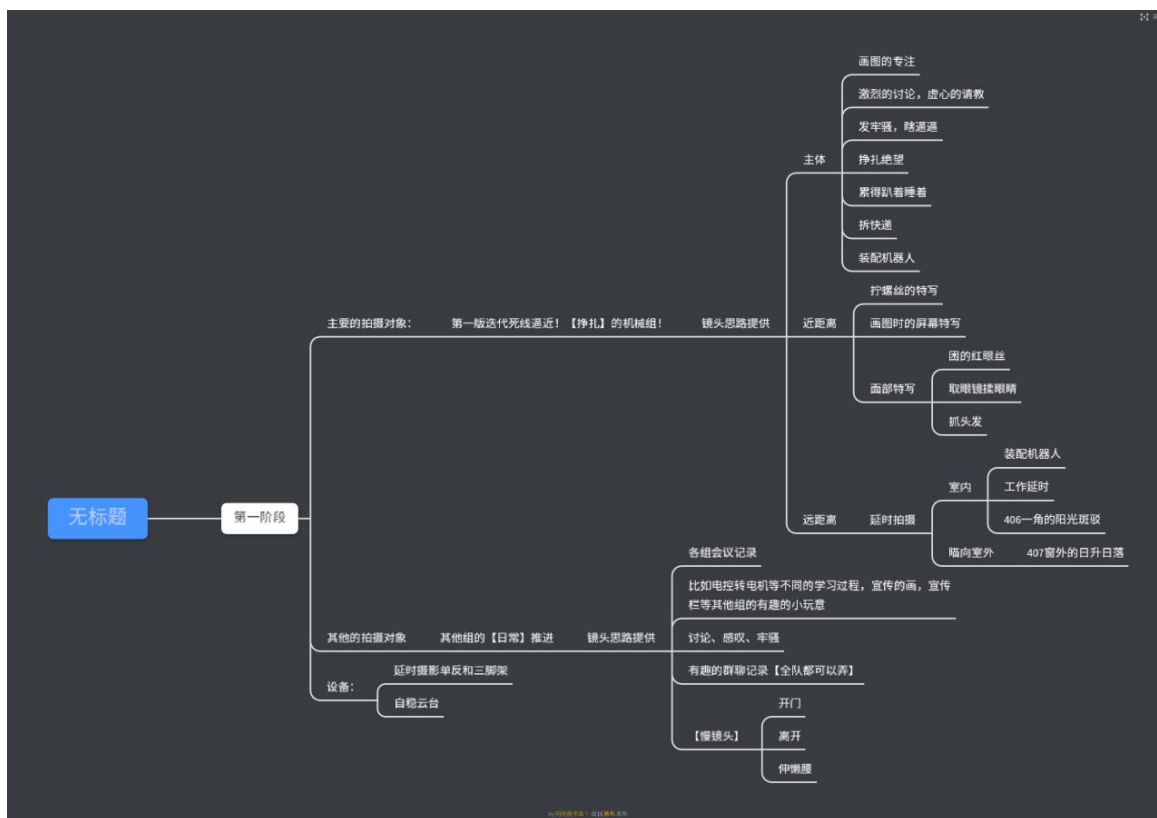 画图的专注
激烈的讨论，虚心的请教
发牢骚，瞎逼逼
主体
挣扎绝望
累得趴着睡着
拆快递
装配机器人
拧螺丝的特写
主要的拍摄对象：
第一版迭代死线逼近！【挣扎】的机械组！
镜头思路提供
近距离
画图时的屏幕特写
困的红眼丝
面部特写
取眼镜揉眼睛
抓头发
装配机器人
室内
工作延时
无标题
第一阶段
远距离
延时拍摄
406一角的阳光斑驳
瞄向室外
407窗外的日升日落
各组会议记录
比如电控转电机等不同的学习过程，宣传的画，宣传
栏等其他组的有趣的小玩意
其他的拍摄对象
其他组的【日常】推进
镜头思路提供
讨论、感叹、牢骚
有趣的群聊记录【全队都可以弄】
设备：
延时摄影单反和三脚架
自稳云台
开门
【慢镜头】
离开
伸懒腰